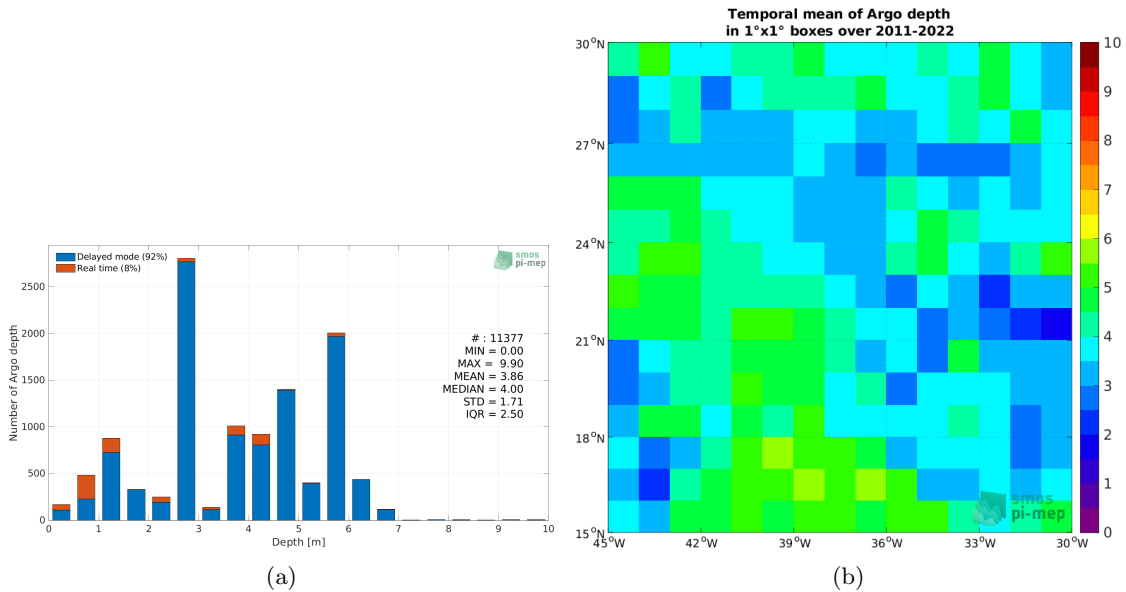 Delayed mode (92%)
Real time (8%)
smos
pi-mep
# : 11377
MIN = 0.00
MAX = 9.90
MEAN = 3.86
MEDIAN = 4.00
STD = 1.71
IQR = 2.50
Number of Argo depth
2500
2000
1500
1000
500
0
0 1 2 3 4 5 6 7 8 9 10
Depth [m]
(a)
Temporal mean of Argo depth
in 1°x1° boxes over 2011-2022
30°N
27°N
24°N
21°N
18°N
15°N
45°W 42°W 39°W 36°W 33°W 30°W
10
9
8
7
6
5
4
3
2
1
0
smos
pi-mep
(b)